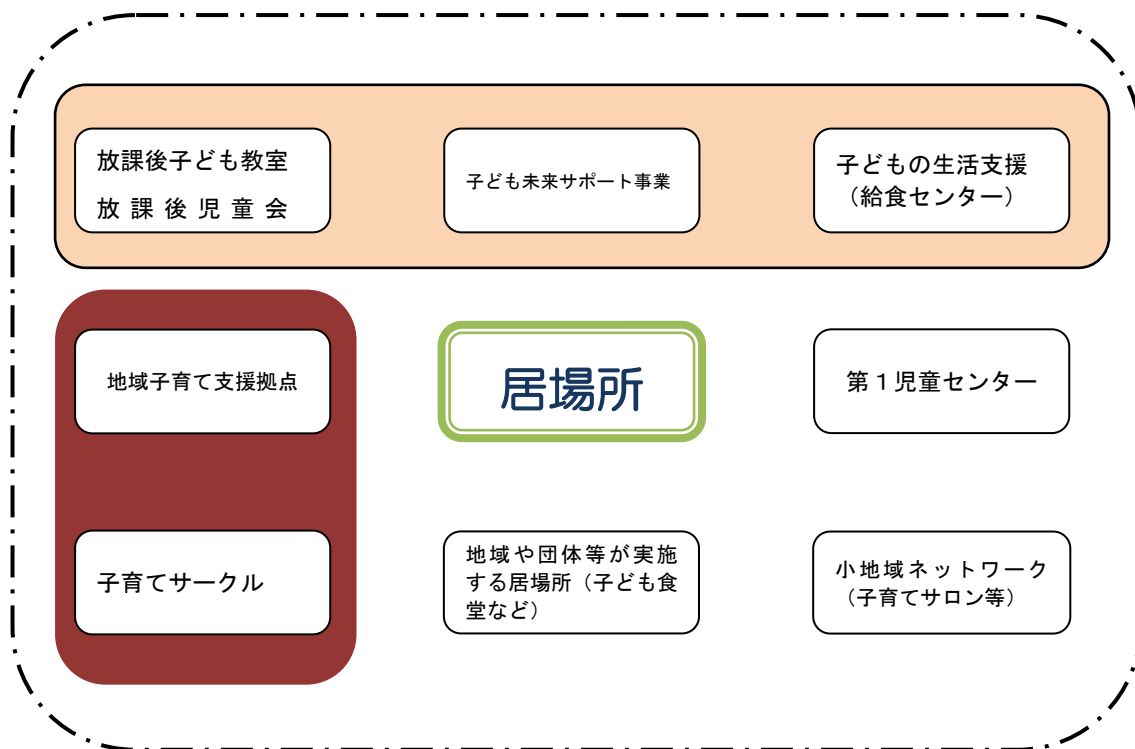 放課後子ども教室
放課後児童会
子ども未来サポート事業
子どもの生活支援
（給食センター）
地域子育て支援拠点
居場所
第１児童センター
子育てサークル
地域や団体等が実施
する居場所（子ども食
堂など）
小地域ネットワーク
（子育てサロン等）